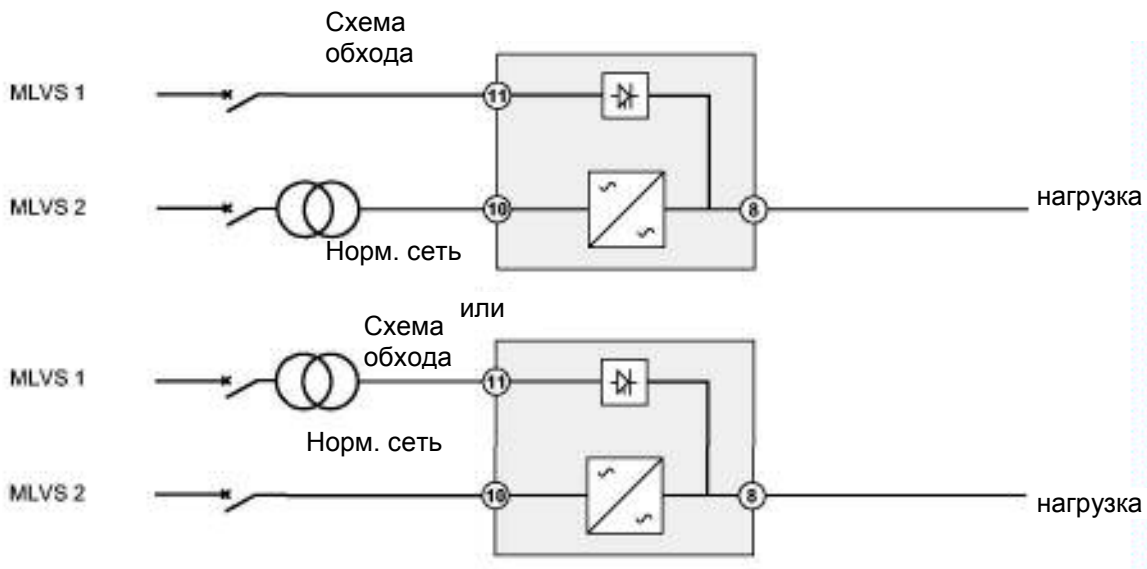 Схема
обхода
MLVS 1
11
MLVS 2
10
8
нагрузка
Норм. сеть
или
Схема
обхода
MLVS 1
11
Норм. сеть
MLVS 2
10
8
нагрузка